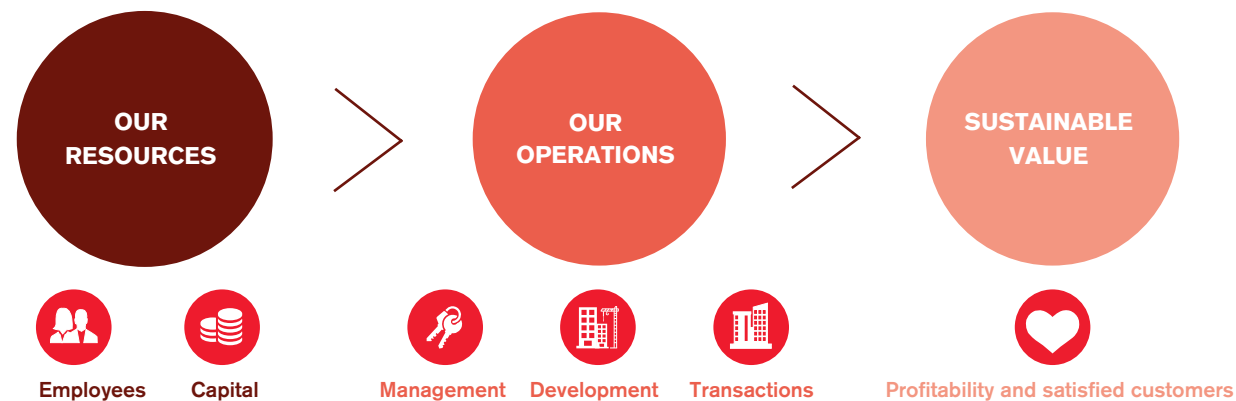 OUR
RESOURCES
OUR
OPERATIONS
SUSTAINABLE
VALUE
Employees
Capital
Management
Development
Transactions
Profitability and satisfied customers